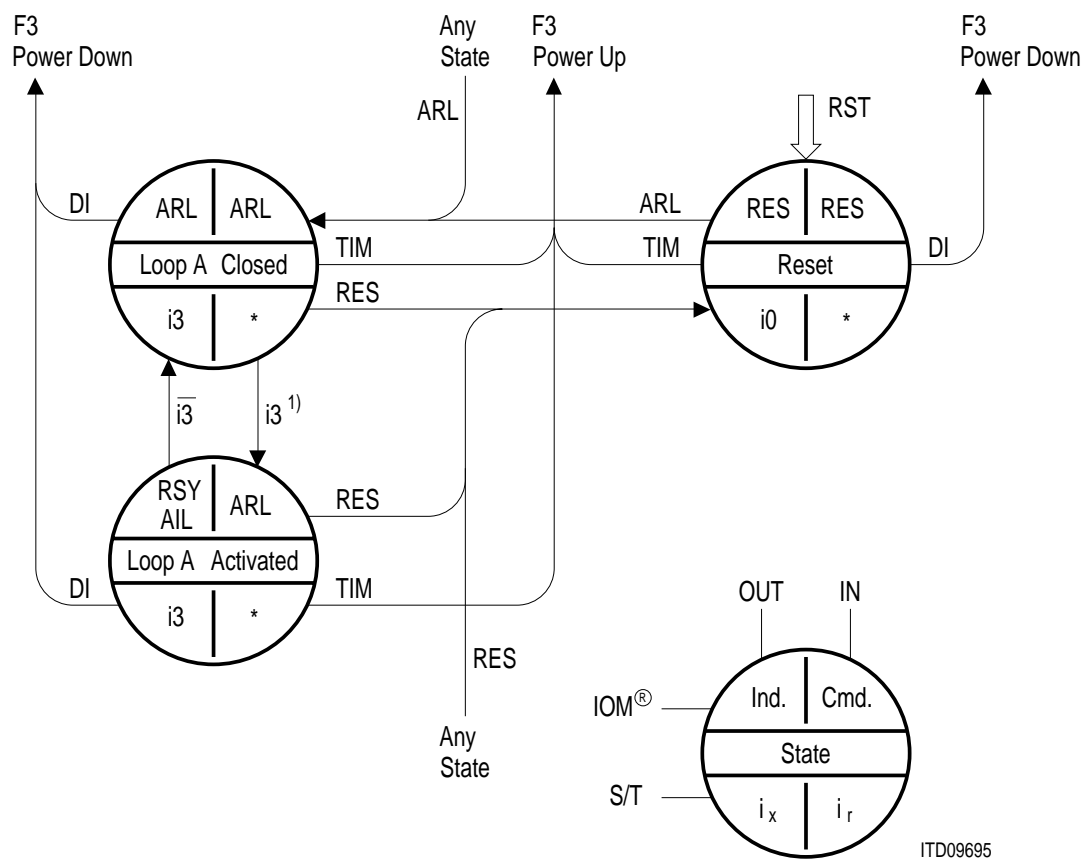 F3
Power Down
Any
State
F3
Power Up
F3
Power Down
ARL
RST
DI
ARL ARL
ARL
RES RES
TIM
Loop A Closed
TIM
Reset
DI
RES
i3 *
i0 *
i3̅
i3 1)
RSY
AIL
ARL
RES
Loop A Activated
DI
TIM
i3 *
RES
OUT IN
Any
State
IOM®
Ind. Cmd.
State
S/T
i x i r
ITD09695